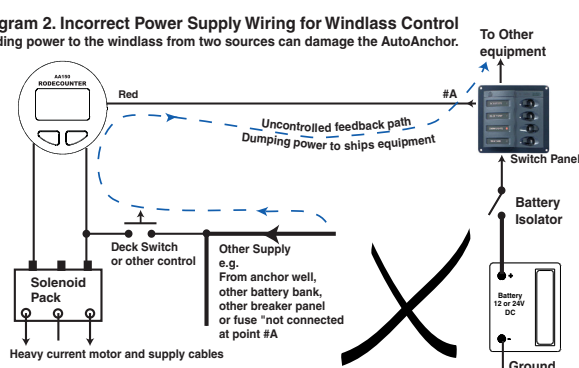 gram 2. Incorrect Power Supply Wiring for Windlass Control
ding power to the windlass from two sources can damage the AutoAnchor.
To Other
equipment
AA150
RODECOUNTER
Red
#A
Uncontrolled feedback path
Dumping power to ships equipment
Switch Panel
Battery
Isolator
Deck Switch
or other control
Other Supply
e.g.
From anchor well,
other battery bank,
other breaker panel
or fuse "not connected
at point #A
Solenoid
Pack
+
Battery
12 or 24V
DC
-
Heavy current motor and supply cables
Ground